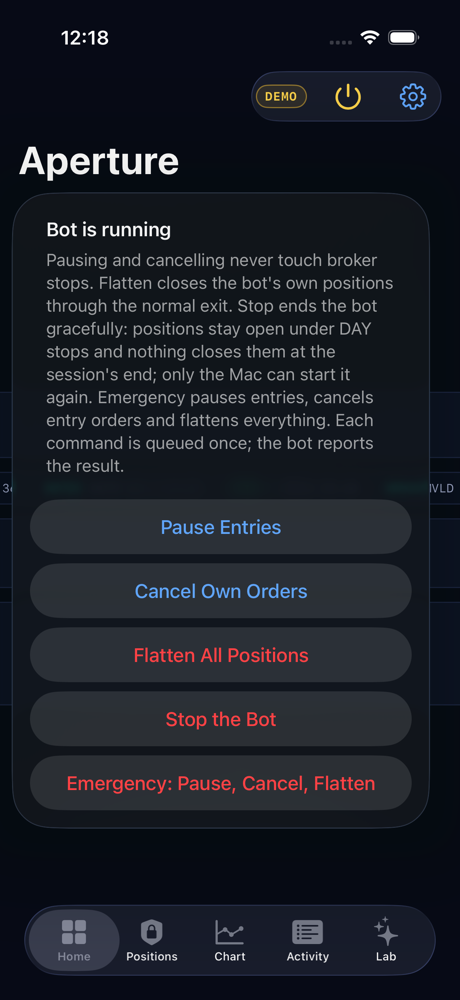 12:18
DEMO
Aperture
Bot is running
Pausing and cancelling never touch broker
stops. Flatten closes the bot's own positions
through the normal exit. Stop ends the bot
gracefully: positions stay open under DAY
stops and nothing closes them at the
session's end; only the Mac can start it
again. Emergency pauses entries, cancels
entry orders and flattens everything. Each
command is queued once; the bot reports
the result.
Pause Entries
Cancel Own Orders
Flatten All Positions
Stop the Bot
Emergency: Pause, Cancel, Flatten
Home Positions Chart Activity Lab